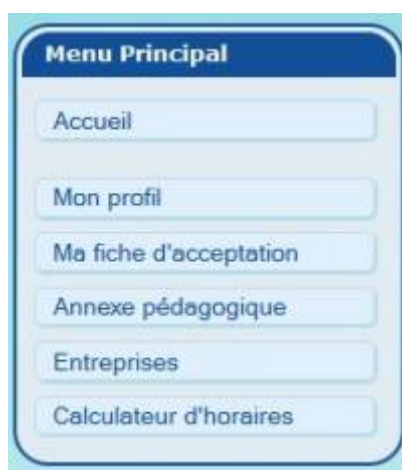 Menu Principal
Accueil
Mon profil
Ma fiche d'acceptation
Annexe pédagogique
Entreprises
Calculateur d'horaires